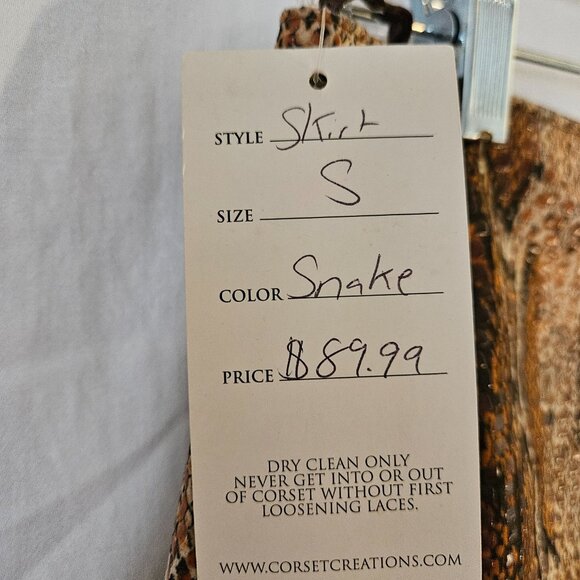 STYLE Skirt
SIZE S
COLOR Snake
PRICE $89.99
DRY CLEAN ONLY
NEVER GET INTO OR OUT
OF CORSET WITHOUT FIRST
LOOSENING LACES.
WWW.CORSETCREATIONS.COM